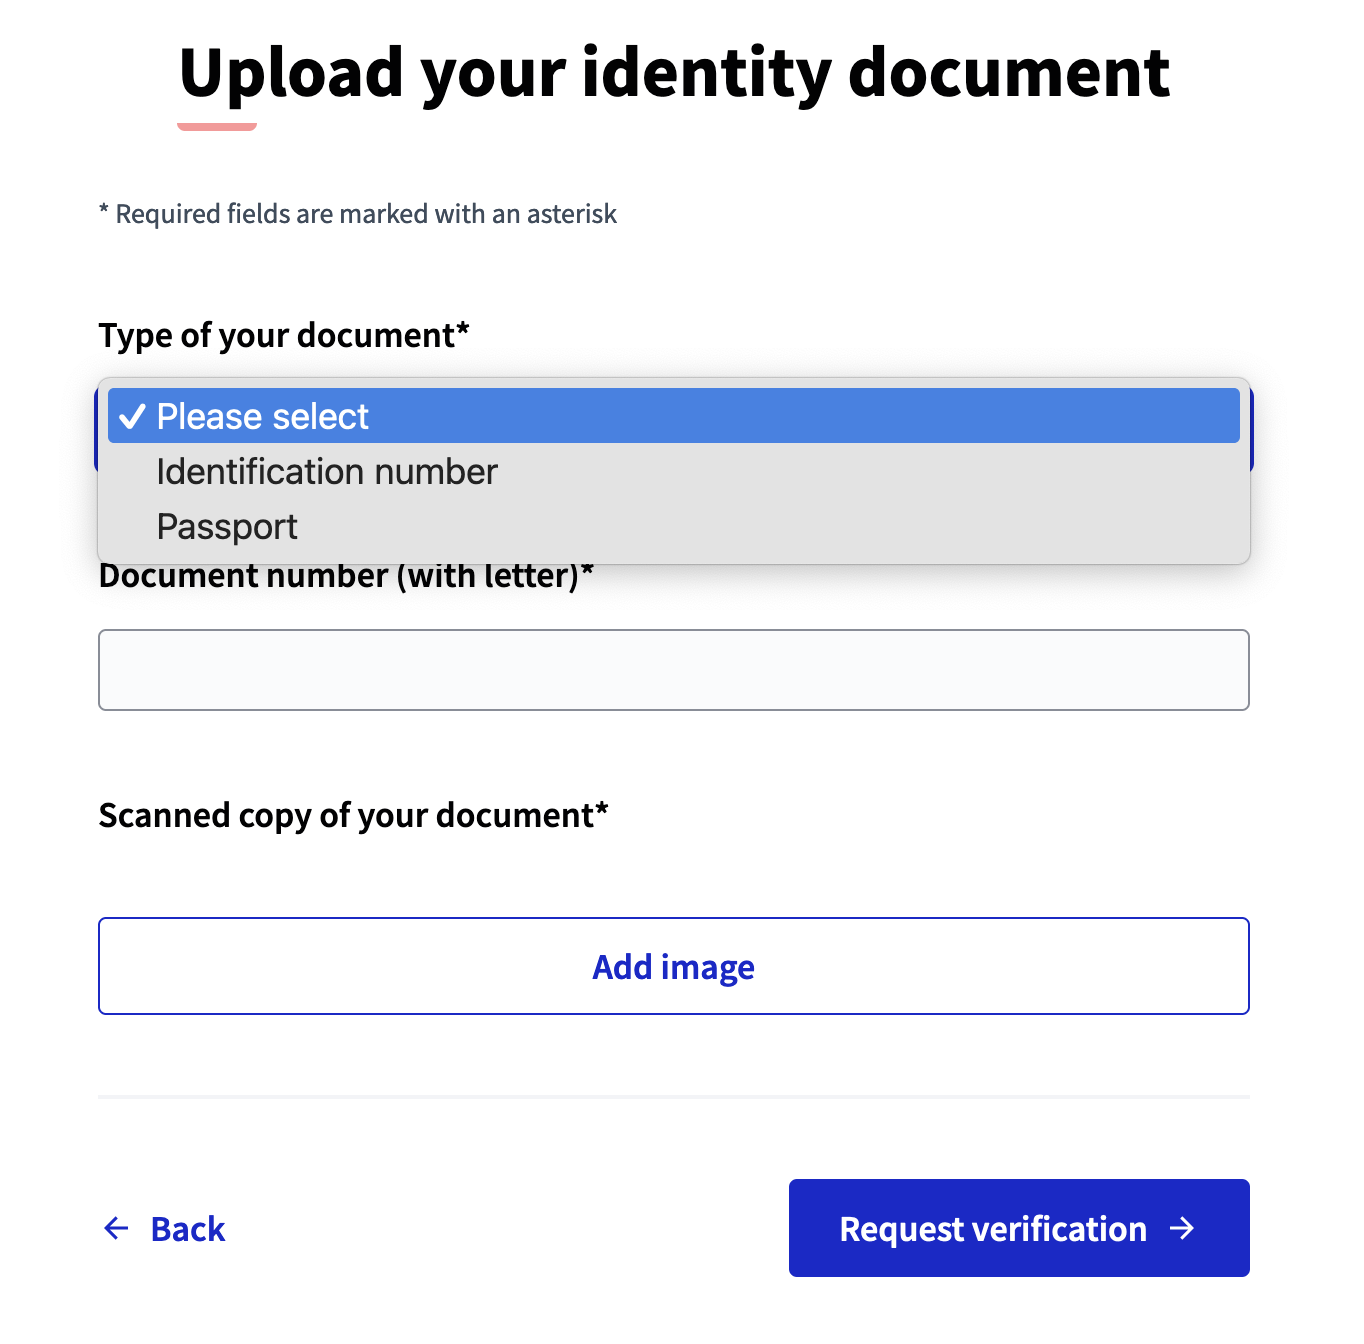 Upload your identity document
* Required fields are marked with an asterisk
Type of your document*
✓ Please select
Identification number
Passport
Document number (with letter)*
Scanned copy of your document*
Add image
← Back
Request verification →